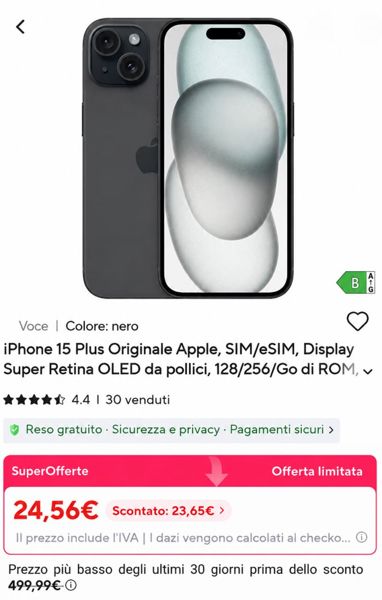 B
A
G
Voce | Colore: nero
iPhone 15 Plus Originale Apple, SIM/eSIM, Display
Super Retina OLED da pollici, 128/256/Go di ROM,
4.4 | 30 venduti
Reso gratuito · Sicurezza e privacy · Pagamenti sicuri >
SuperOfferte
Offerta limitata
24,56€ Scontato: 23,65€ >
Il prezzo include l'IVA | I dazi vengono calcolati al checko...
Prezzo più basso degli ultimi 30 giorni prima dello sconto
499,99€